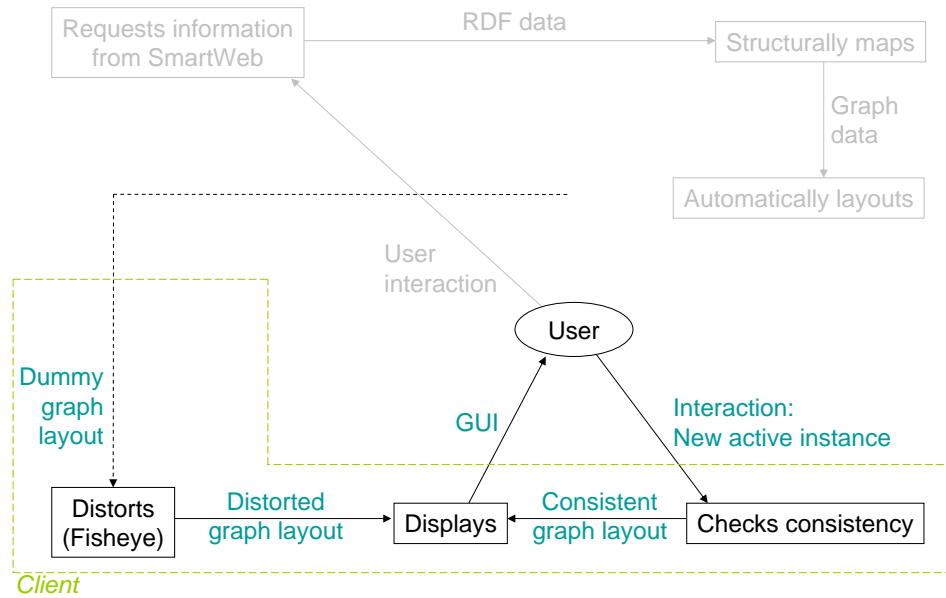 Requests information
from SmartWeb
RDF data
Structurally maps
Graph
data
Automatically layouts
User
interaction
User
Dummy
graph
layout
GUI
Interaction:
New active instance
Distorts
(Fisheye)
Distorted
graph layout
Displays
Consistent
graph layout
Checks consistency
Client